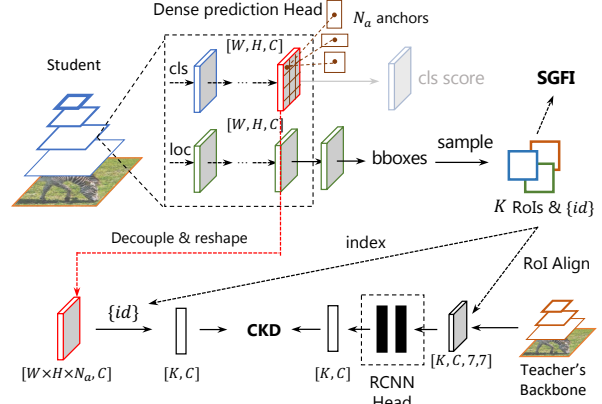 Dense prediction Head
N_a anchors
[W, H, C]
Student
cls
...
cls score
SGFI
[W, H, C]
loc
...
bboxes
sample
K RoIs & {id}
Decouple & reshape
index
RoI Align
{id}
CKD
[W×H×N_a, C]
[K, C]
[K, C]
[K, C, 7,7]
RCNN
Head
Teacher's
Backbone